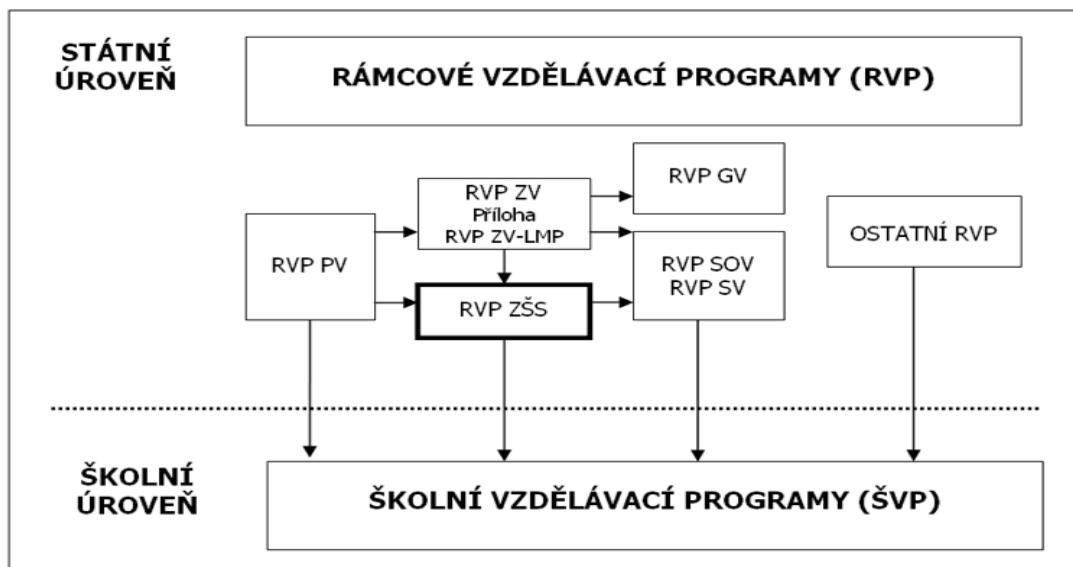 STÁTNÍ
ÚROVEŇ
RÁMCOVÉ VZDĚLÁVACÍ PROGRAMY (RVP)
RVP PV
RVP ZV
Příloha
RVP ZV-LMP
RVP ZŠS
RVP GV
RVP SOV
RVP SV
OSTATNÍ RVP
ŠKOLNÍ
ÚROVEŇ
ŠKOLNÍ VZDĚLÁVACÍ PROGRAMY (ŠVP)